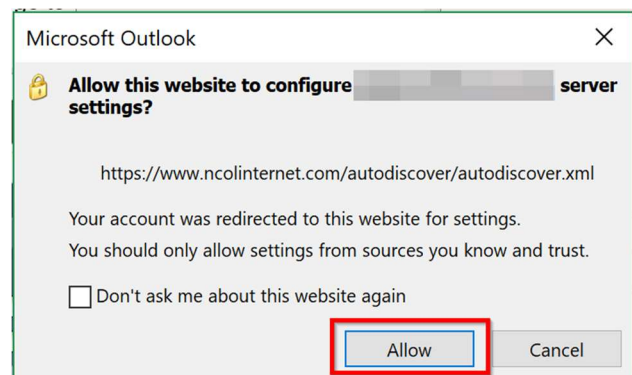 Microsoft Outlook
Allow this website to configure server
settings?
https://www.ncolinternet.com/autodiscover/autodiscover.xml
Your account was redirected to this website for settings.
You should only allow settings from sources you know and trust.
Don't ask me about this website again
Allow Cancel